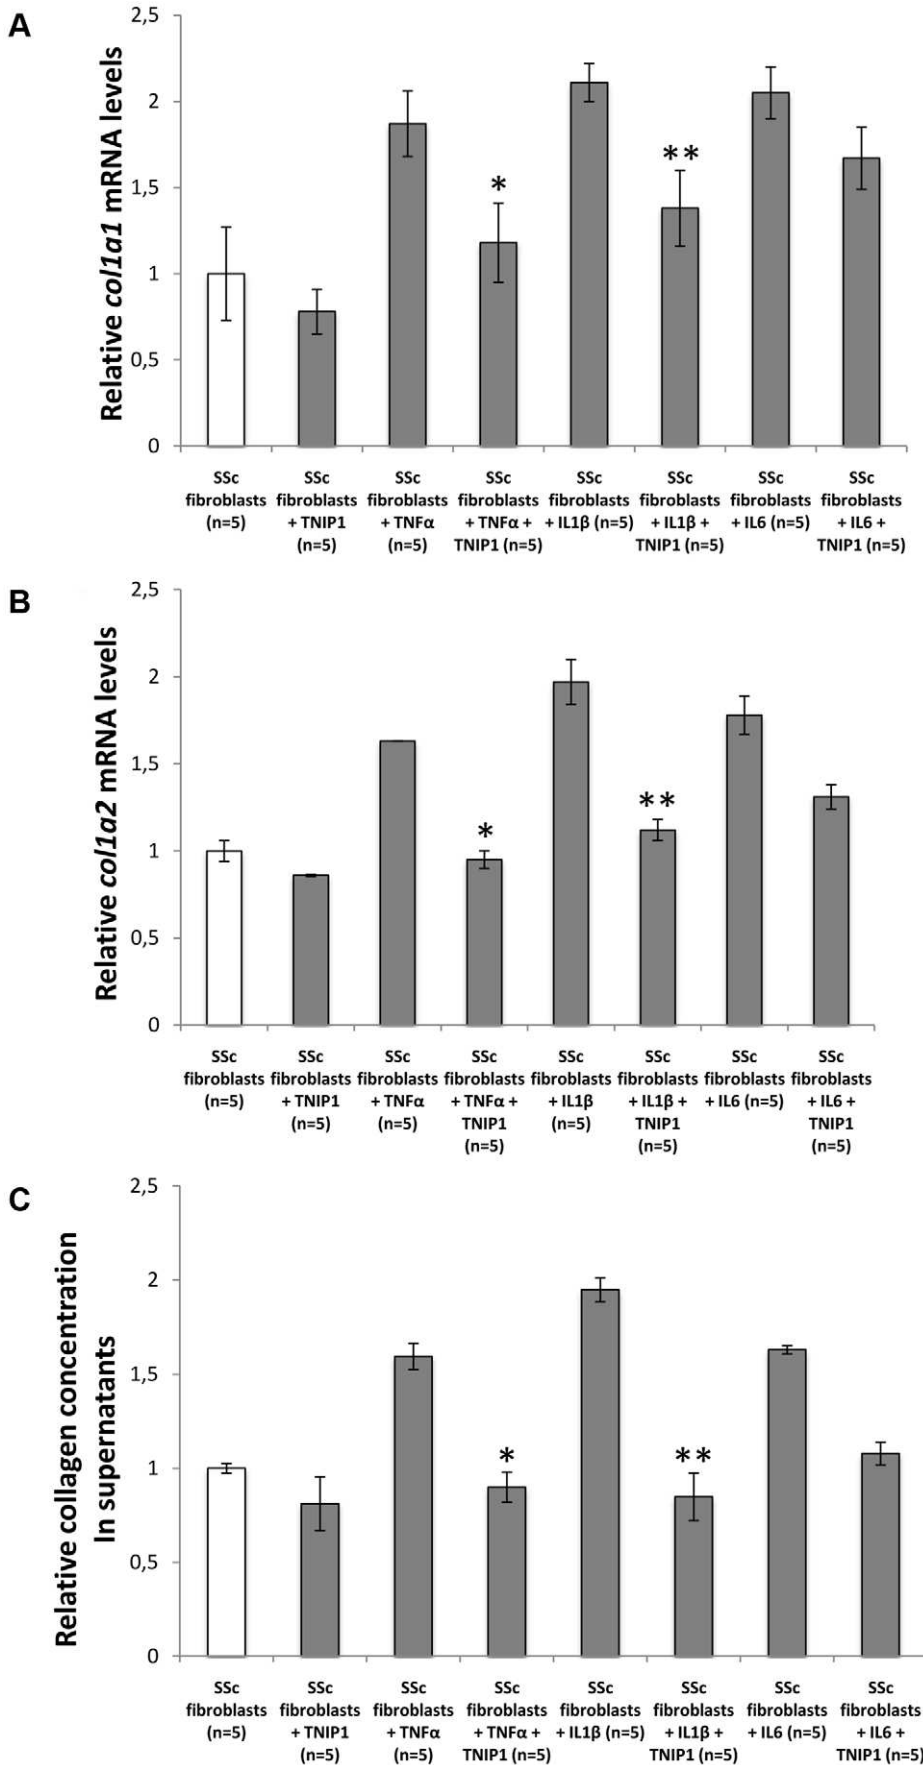 A
Relative col1a1 mRNA levels
2,5
2
1,5
1
0,5
0
*
**
SSc
fibroblasts
(n=5)
SSc
fibroblasts
+ TNIP1
(n=5)
SSc
fibroblasts
+ TNFα
(n=5)
SSc
fibroblasts
+ TNFα +
TNIP1 (n=5)
SSc
fibroblasts
+ IL1β (n=5)
SSc
fibroblasts
+ IL1β +
TNIP1 (n=5)
SSc
fibroblasts
+ IL6 (n=5)
SSc
fibroblasts
+ IL6 +
TNIP1 (n=5)
B
Relative col1a2 mRNA levels
2,5
2
1,5
1
0,5
0
*
**
SSc
fibroblasts
(n=5)
SSc
fibroblasts
+ TNIP1
(n=5)
SSc
fibroblasts
+ TNFα
(n=5)
SSc
fibroblasts
+ TNFα +
TNIP1
(n=5)
SSc
fibroblasts
+ IL1β
(n=5)
SSc
fibroblasts
+ IL1β +
TNIP1
(n=5)
SSc
fibroblasts
+ IL6 (n=5)
SSc
fibroblasts
+ IL6 +
TNIP1
(n=5)
C
Relative collagen concentration
In supernatants
2,5
2
1,5
1
0,5
0
*
**
SSc
fibroblasts
(n=5)
SSc
fibroblasts
+ TNIP1
(n=5)
SSc
fibroblasts
+ TNFα
(n=5)
SSc
fibroblasts
+ TNFα +
TNIP1 (n=5)
SSc
fibroblasts
+ IL1β (n=5)
SSc
fibroblasts
+ IL1β +
TNIP1 (n=5)
SSc
fibroblasts
+ IL6 (n=5)
SSc
fibroblasts
+ IL6 +
TNIP1 (n=5)